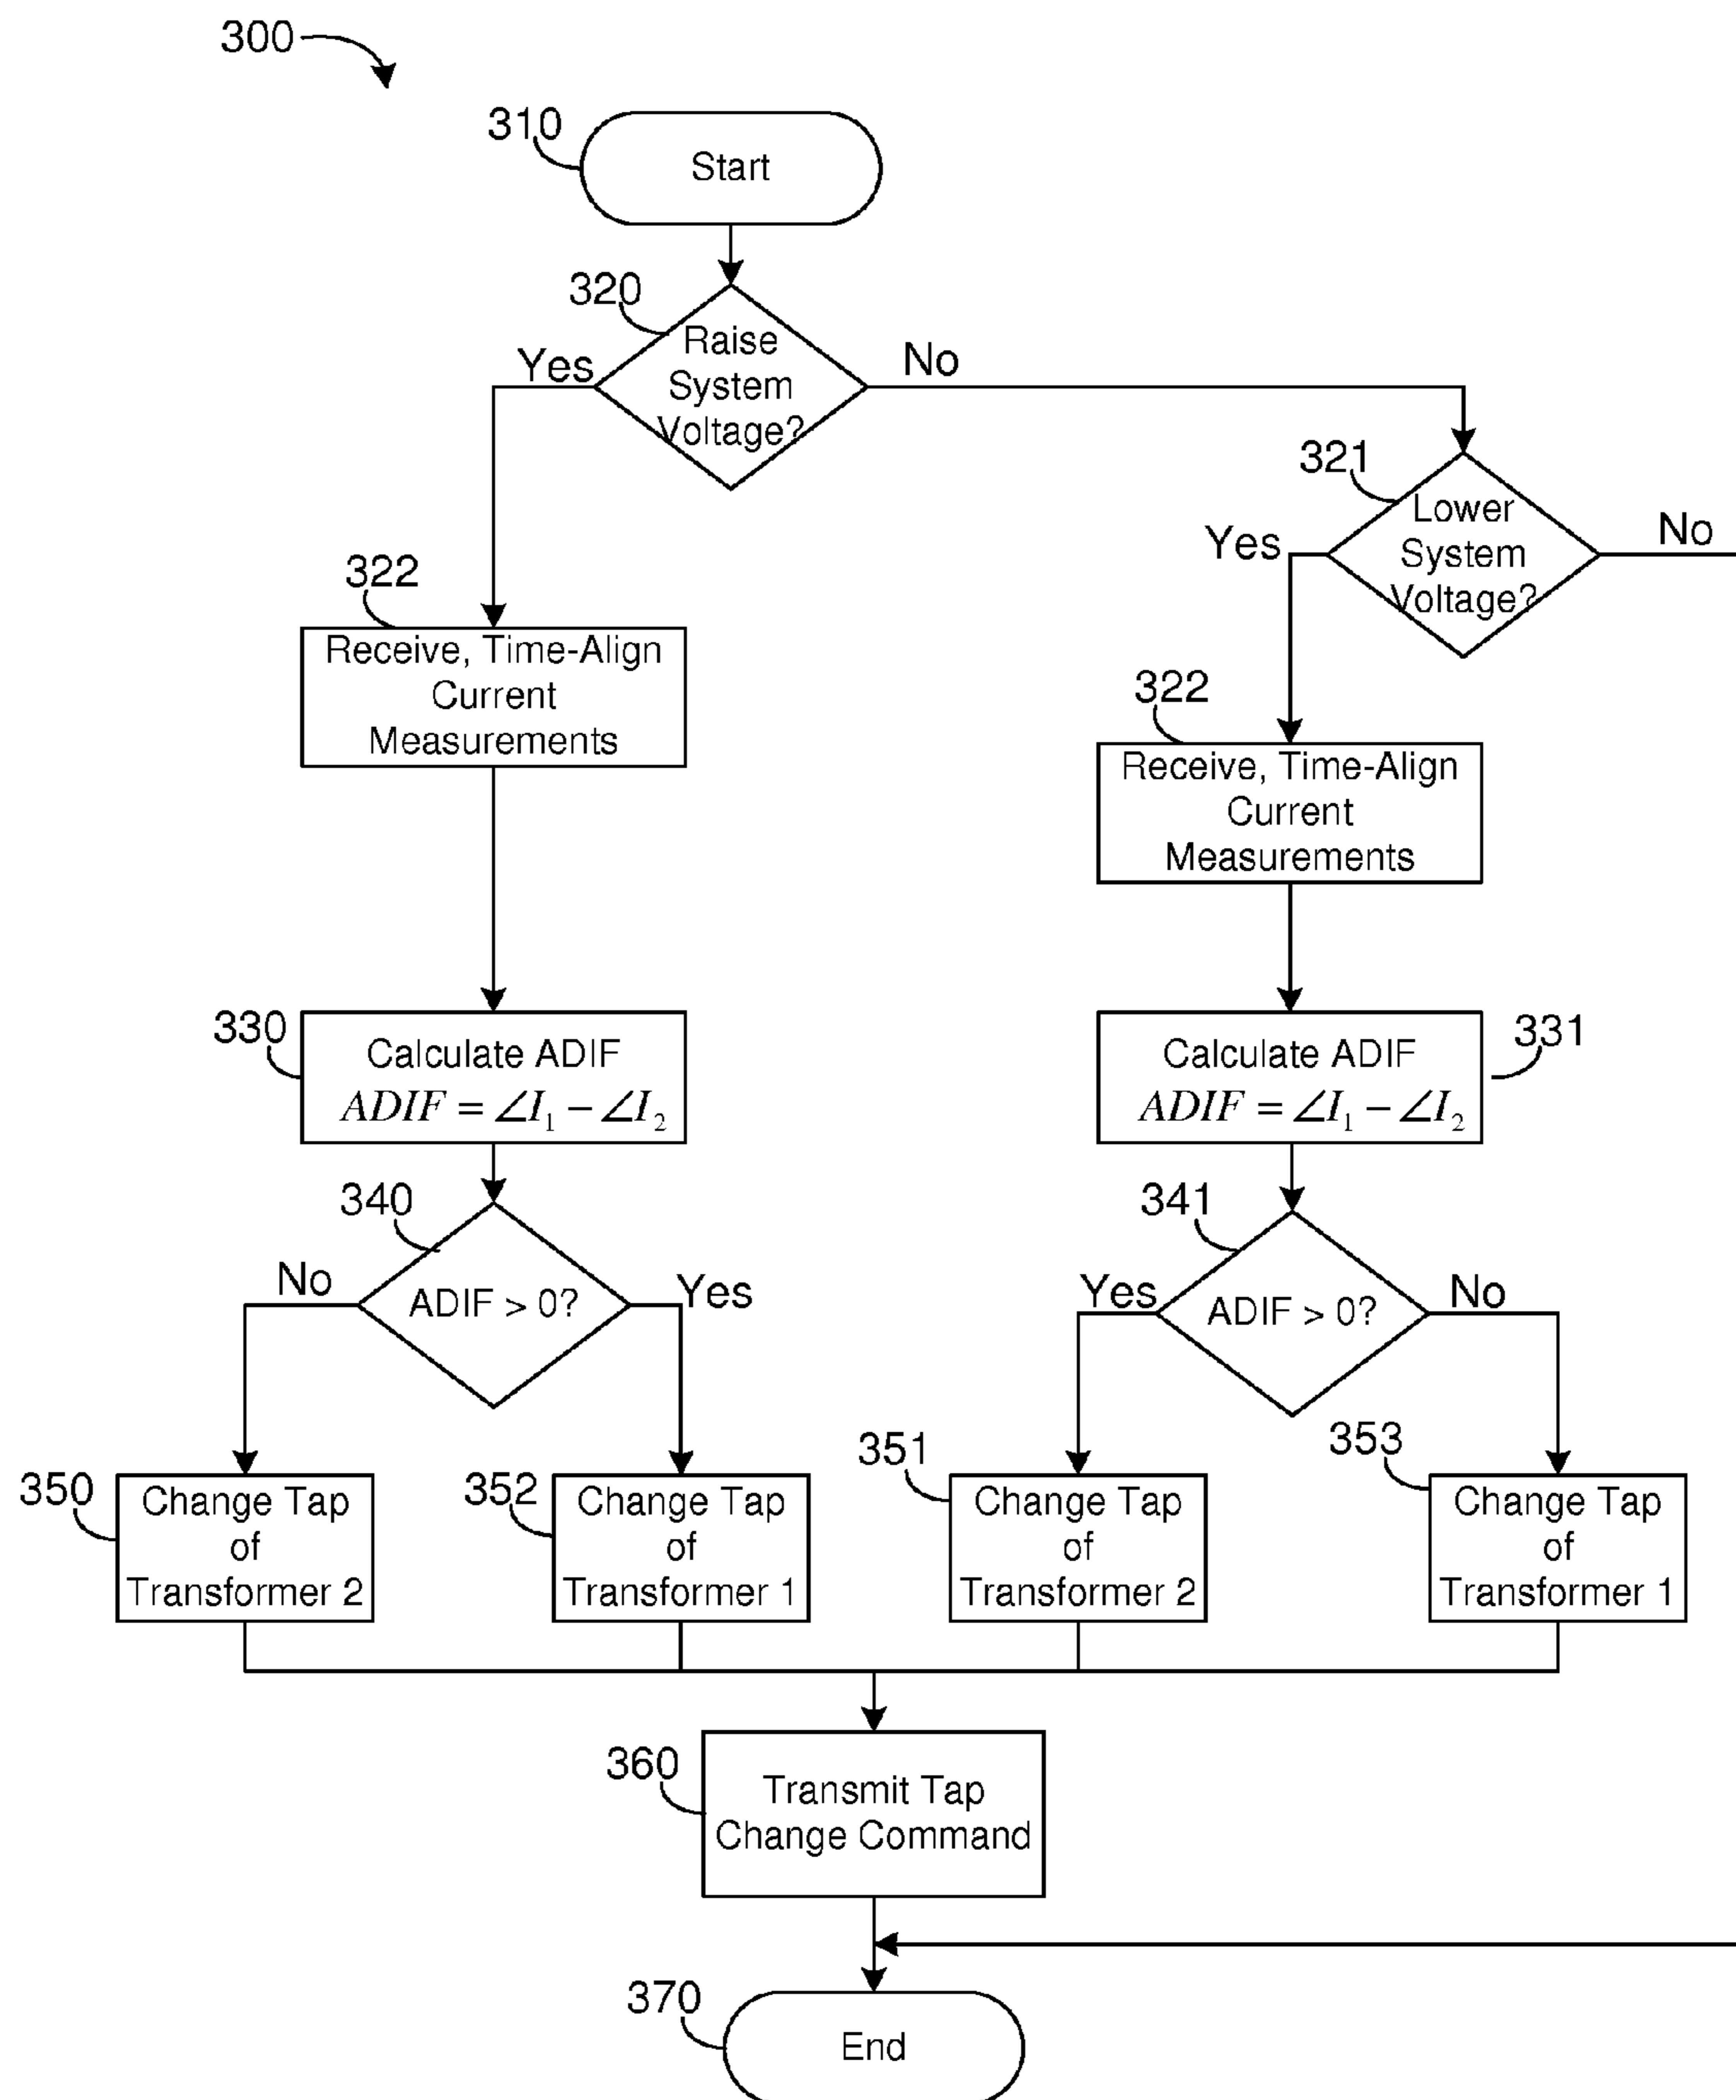 300
310
Start
320
Raise
System
Voltage?
Yes
No
321
Lower
System
Voltage?
Yes
No
322
Receive, Time-Align
Current
Measurements
322
Receive, Time-Align
Current
Measurements
330
Calculate ADIF
ADIF = ∠I₁ − ∠I₂
331
Calculate ADIF
ADIF = ∠I₁ − ∠I₂
340
ADIF > 0?
No
Yes
341
ADIF > 0?
Yes
No
350
Change Tap
of
Transformer 2
352
Change Tap
of
Transformer 1
351
Change Tap
of
Transformer 2
353
Change Tap
of
Transformer 1
360
Transmit Tap
Change Command
370
End